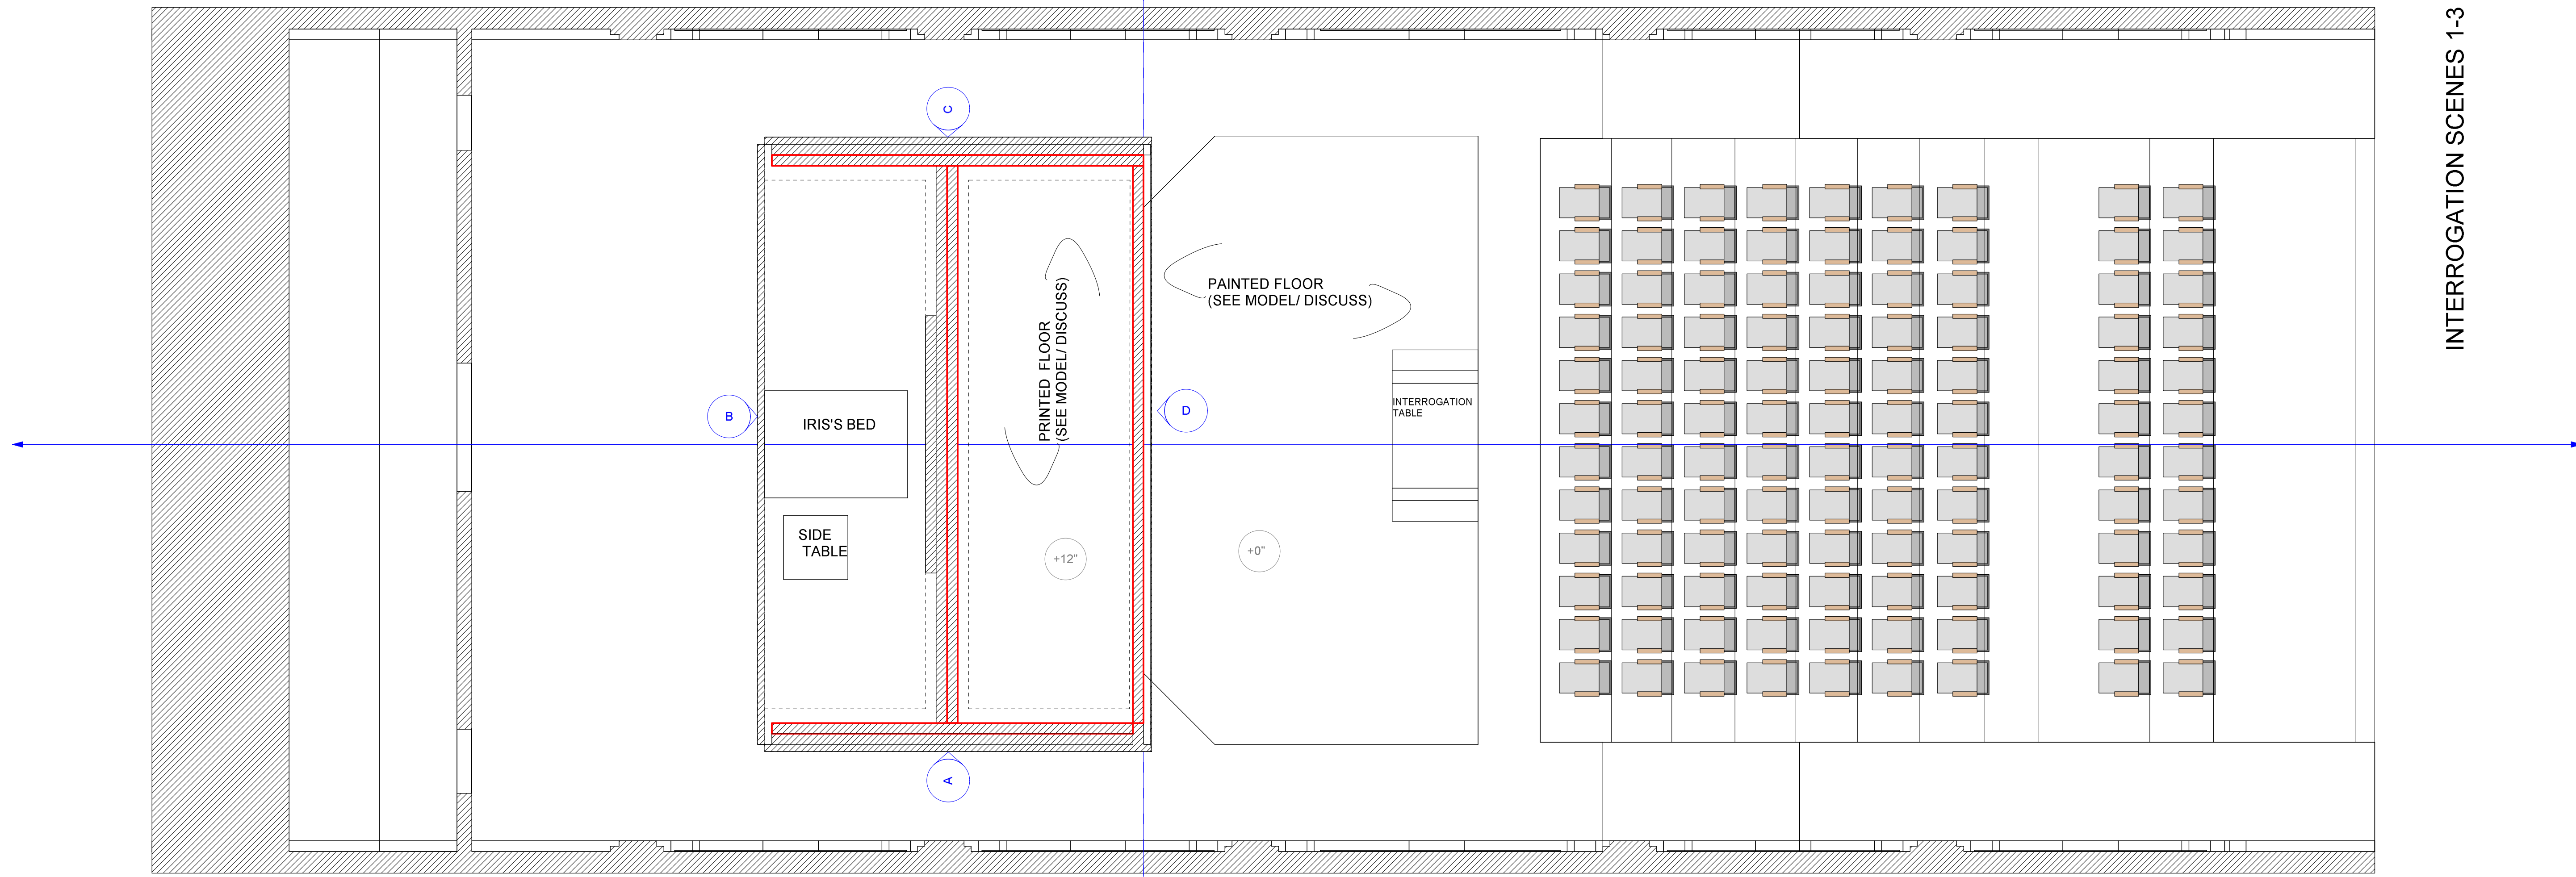 INTERROGATION SCENES 1-3
C
PRINTED FLOOR
(SEE MODEL/ DISCUSS)
PAINTED FLOOR
(SEE MODEL/ DISCUSS)
B
IRIS'S BED
D
INTERROGATION
TABLE
SIDE
TABLE
+12"
+0"
A